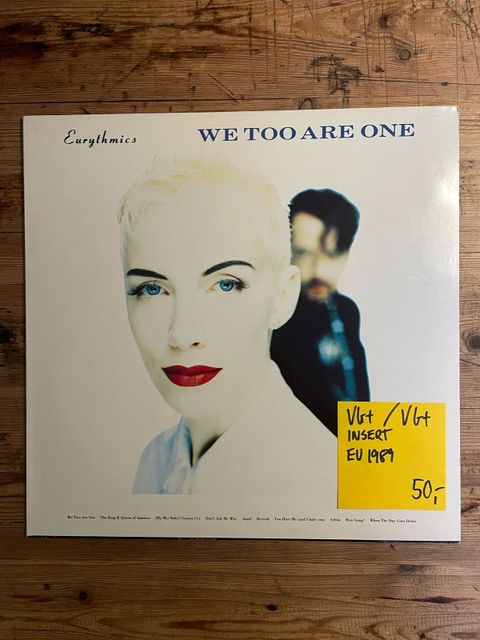 Eurythmics
WE TOO ARE ONE
VG+ / VG+
INSERT
EU 1989
50,-
We Two Are One The King & Queen of America (My My) Baby's Gonna Cry Don't Ask Me Why Angel Revival You Hurt Me (and I hate you) Sylvia How Long? When The Day Goes Down